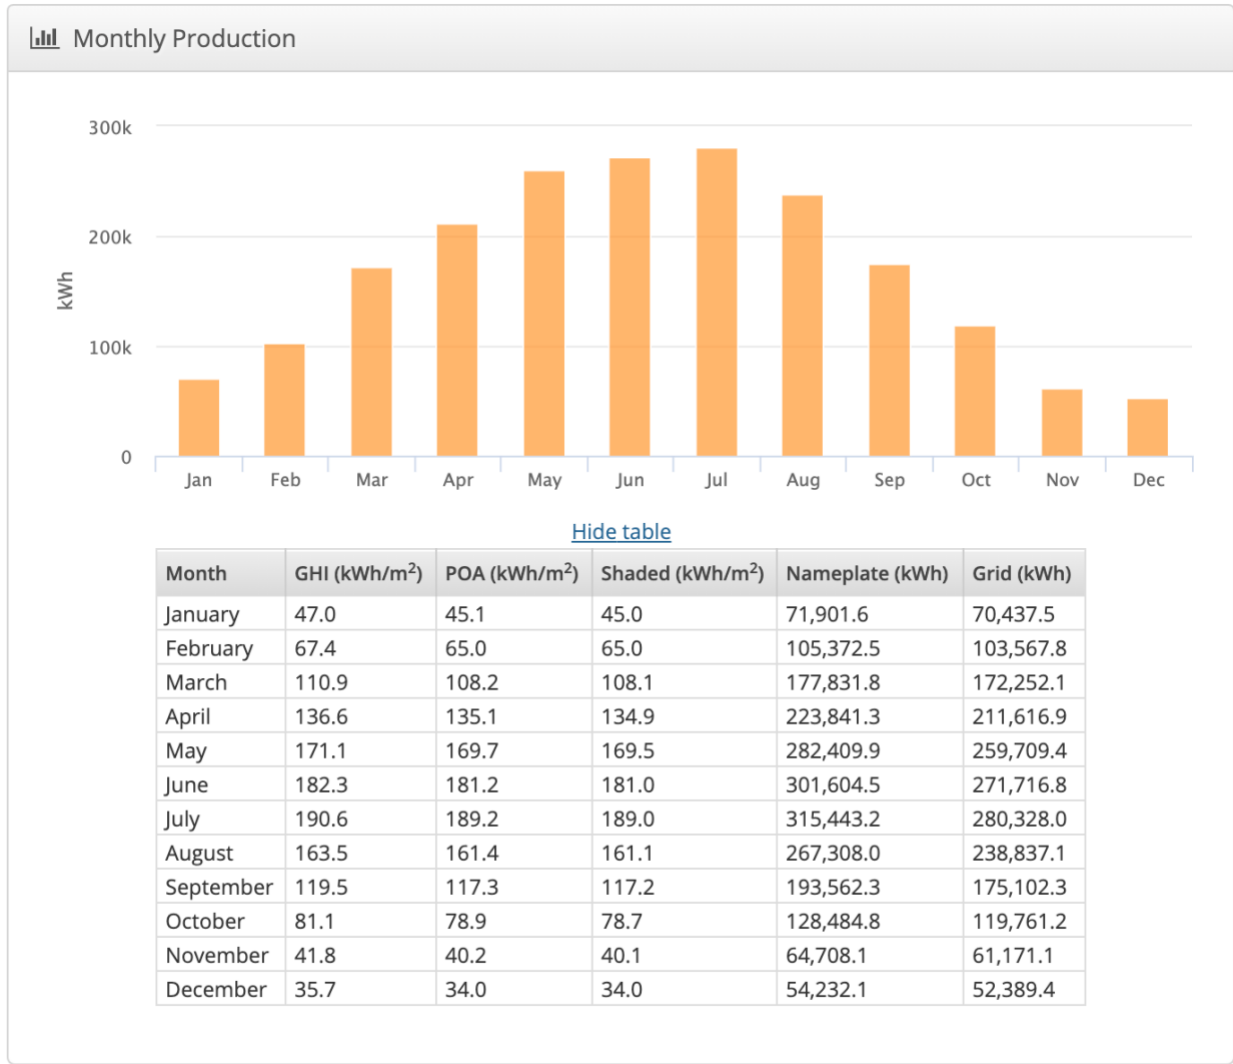 Monthly Production
300k
200k
100k
0
kWh
Jan Feb Mar Apr May Jun Jul Aug Sep Oct Nov Dec
Hide table
Month GHI (kWh/m²) POA (kWh/m²) Shaded (kWh/m²) Nameplate (kWh) Grid (kWh)
January 47.0 45.1 45.0 71,901.6 70,437.5
February 67.4 65.0 65.0 105,372.5 103,567.8
March 110.9 108.2 108.1 177,831.8 172,252.1
April 136.6 135.1 134.9 223,841.3 211,616.9
May 171.1 169.7 169.5 282,409.9 259,709.4
June 182.3 181.2 181.0 301,604.5 271,716.8
July 190.6 189.2 189.0 315,443.2 280,328.0
August 163.5 161.4 161.1 267,308.0 238,837.1
September 119.5 117.3 117.2 193,562.3 175,102.3
October 81.1 78.9 78.7 128,484.8 119,761.2
November 41.8 40.2 40.1 64,708.1 61,171.1
December 35.7 34.0 34.0 54,232.1 52,389.4